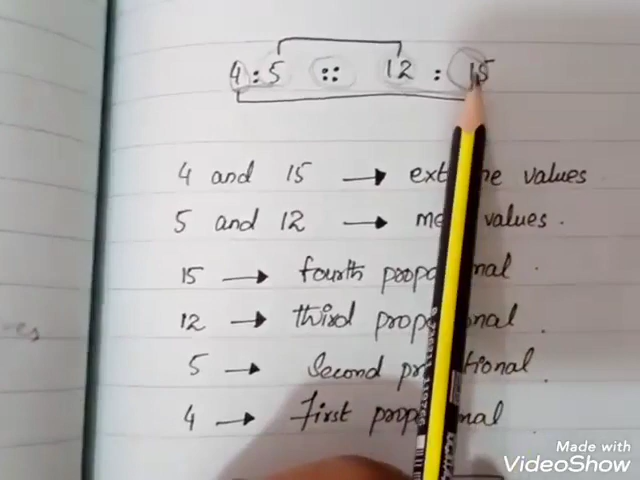 4 : 5 :: 12 : 15
4 and 15 → values
5 and 12 → values .
15 → fourth .
12 → third .
5 → Second .
4 → First
Made with
VideoShow